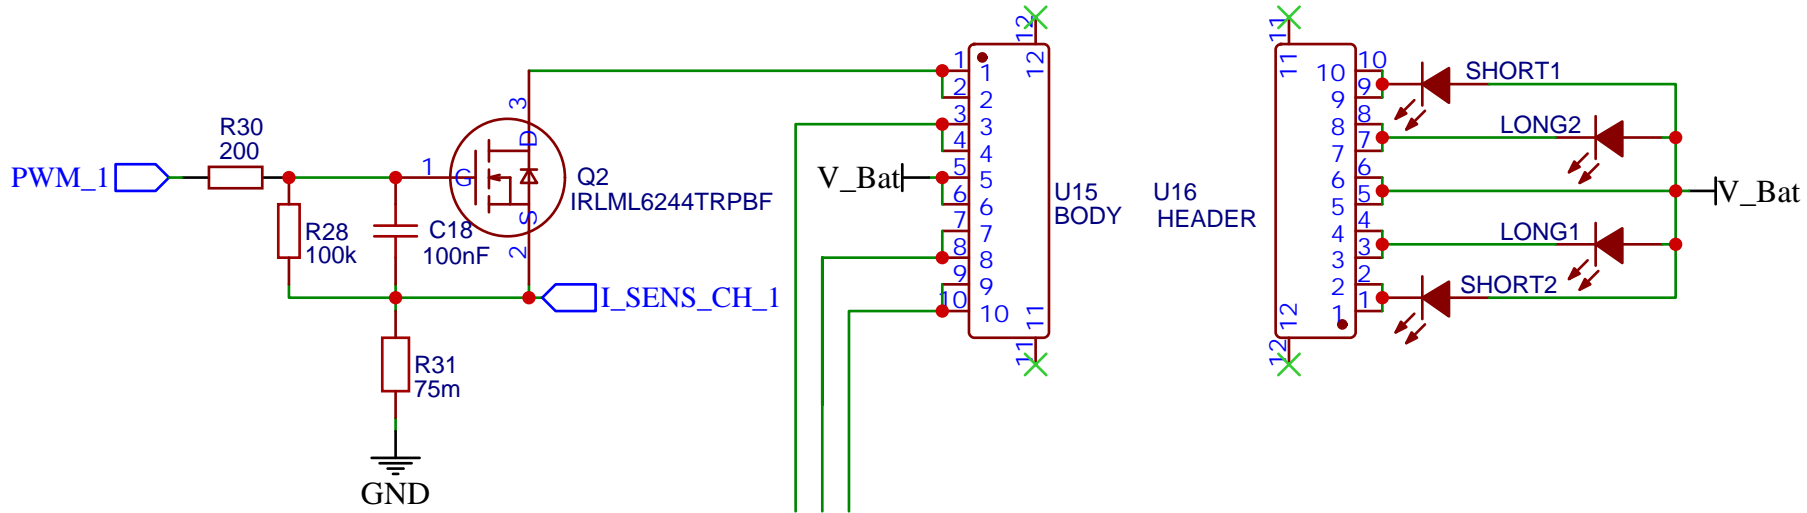 PWM_1
R30
200
R28
100k
C18
100nF
1
G
3
D
S
2
Q2
IRLML6244TRPBF
I_SENS_CH_1
R31
75m
GND
V_Bat
12
12
1
1
2
2
3
3
4
4
5
5
6
6
7
7
8
8
9
9
10
10
11
11
U15
BODY
U16
HEADER
11
11
10
10
9
9
8
8
7
7
6
6
5
5
4
4
3
3
2
2
1
1
12
12
SHORT1
LONG2
V_Bat
LONG1
SHORT2